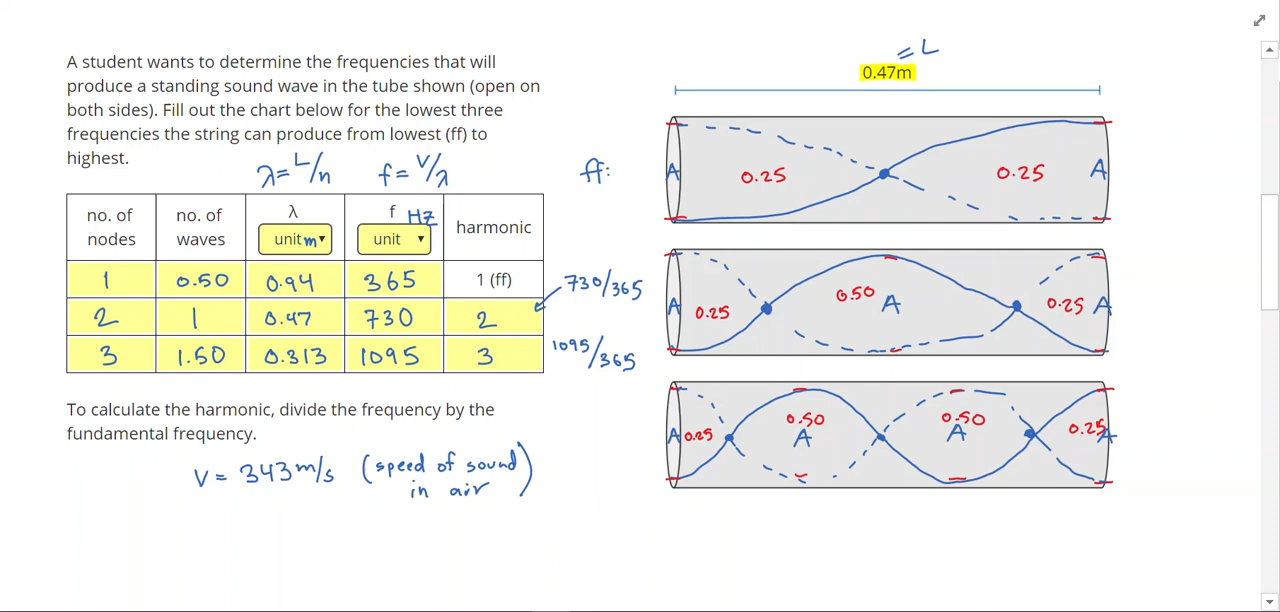 A student wants to determine the frequencies that will
produce a standing sound wave in the tube shown (open on
both sides). Fill out the chart below for the lowest three
frequencies the string can produce from lowest (ff) to
highest.
λ = L/n f = V/λ
no. of nodes no. of waves λ unit m f Hz unit harmonic
1 0.50 0.94 365 1 (ff)
2 1 0.47 730 2
730/365
3 1.50 0.313 1095 3
1095/365
To calculate the harmonic, divide the frequency by the
fundamental frequency.
V = 343 m/s (speed of sound
in air)
= L
0.47m
ff:
A 0.25 0.25 A
A 0.25 0.50 A 0.25 A
A 0.25 0.50 A 0.50 A 0.25 A